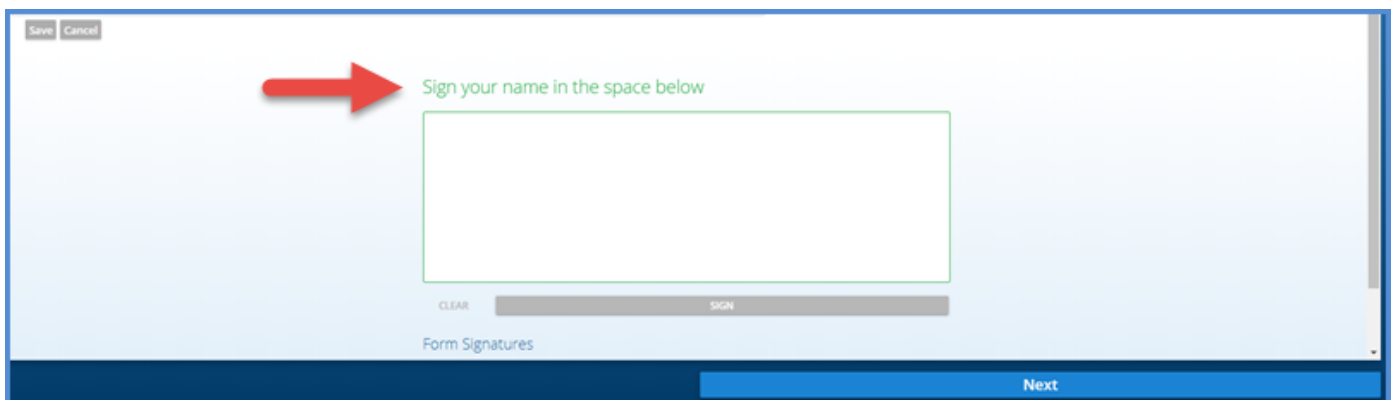 Save Cancel
Sign your name in the space below
CLEAR SIGN
Form Signatures
Next